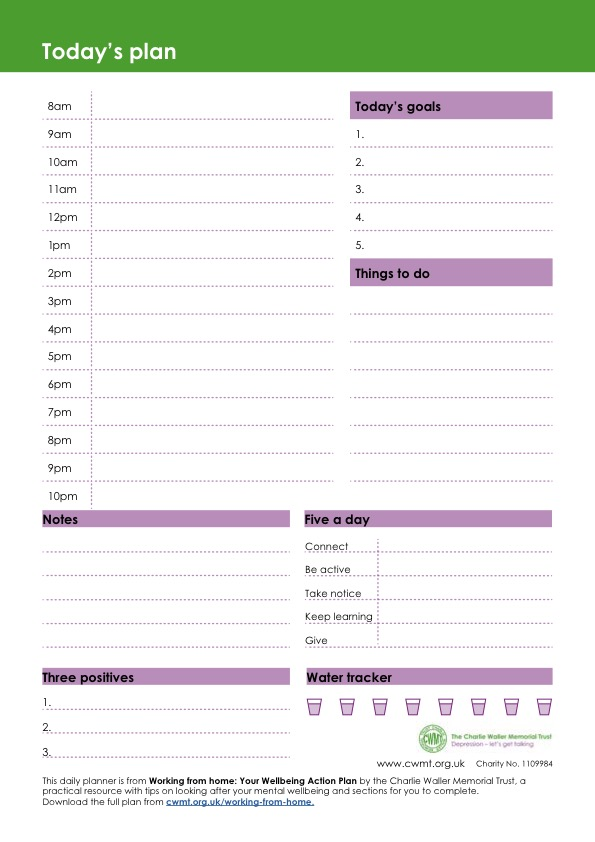 Today’s plan
8am
9am
10am
11am
12pm
1pm
2pm
3pm
4pm
5pm
6pm
7pm
8pm
9pm
10pm
Today’s goals
1.
2.
3.
4.
5.
Things to do
Notes
Five a day
Connect
Be active
Take notice
Keep learning
Give
Three positives
1.
2.
3.
Water tracker
CWMT
The Charlie Waller Memorial Trust
Depression – let’s get talking
www.cwmt.org.uk Charity No. 1109984
This daily planner is from Working from home: Your Wellbeing Action Plan by the Charlie Waller Memorial Trust, a
practical resource with tips on looking after your mental wellbeing and sections for you to complete.
Download the full plan from cwmt.org.uk/working-from-home.